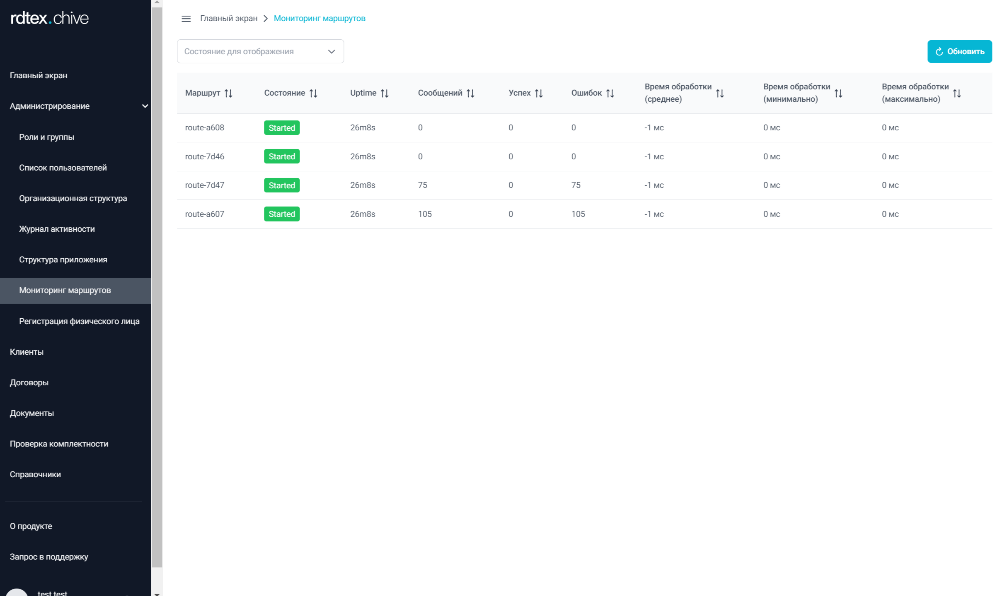 rdtex.chive
Главный экран
Администрирование
Роли и группы
Список пользователей
Организационная структура
Журнал активности
Структура приложения
Мониторинг маршрутов
Регистрация физического лица
Клиенты
Договоры
Документы
Проверка комплектности
Справочники
О продукте
Запрос в поддержку
test test
Главный экран > Мониторинг маршрутов
Состояние для отображения
Обновить
Маршрут Состояние Uptime Сообщений Успех Ошибок Время обработки (среднее) Время обработки (минимально) Время обработки (максимально)
route-a608 Started 26m8s 0 0 0 -1 мс 0 мс 0 мс
route-7d46 Started 26m8s 0 0 0 -1 мс 0 мс 0 мс
route-7d47 Started 26m8s 75 0 75 -1 мс 0 мс 0 мс
route-a607 Started 26m8s 105 0 105 -1 мс 0 мс 0 мс